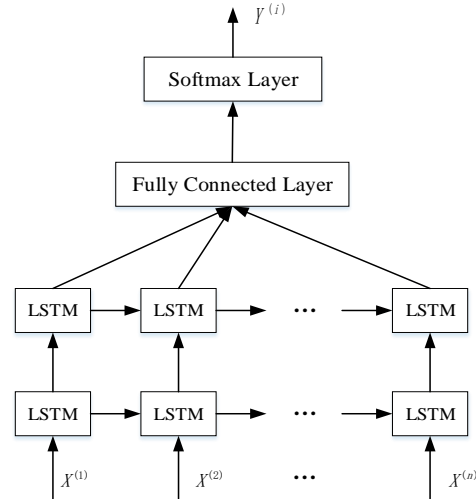 Y^(i)
Softmax Layer
Fully Connected Layer
LSTM LSTM ... LSTM
LSTM LSTM ... LSTM
X^(1) X^(2) ... X^(n)